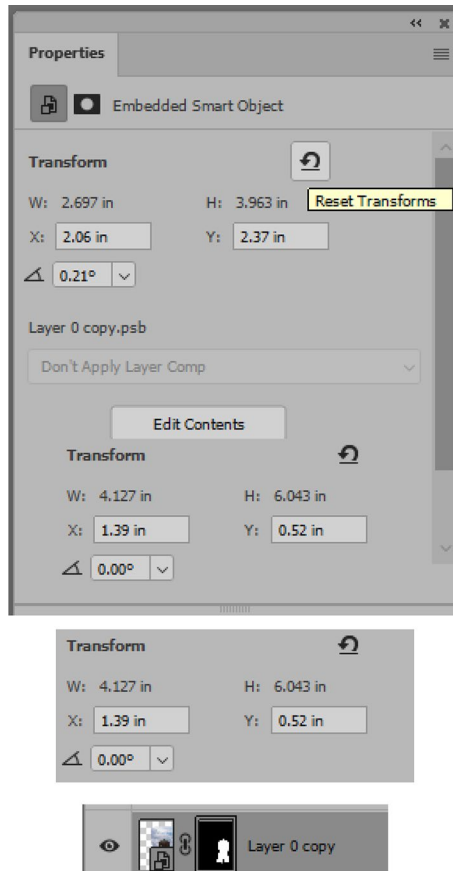 Properties
Embedded Smart Object
Transform
Reset Transforms
W: 2.697 in H: 3.963 in
X: 2.06 in Y: 2.37 in
0.21°
Layer 0 copy.psb
Don't Apply Layer Comp
Edit Contents
Transform
W: 4.127 in H: 6.043 in
X: 1.39 in Y: 0.52 in
0.00°
Transform
W: 4.127 in H: 6.043 in
X: 1.39 in Y: 0.52 in
0.00°
Layer 0 copy